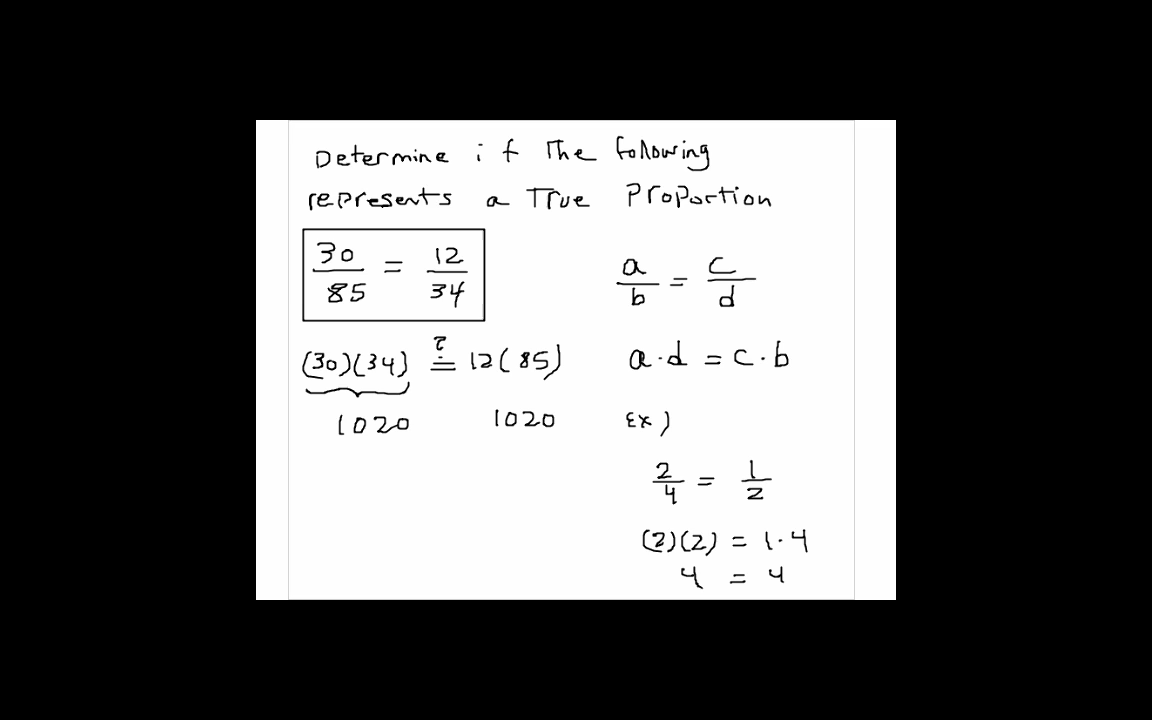 Determine if The following
represents a True Proportion
30/85 = 12/34
a/b = c/d
(30)(34) ≟ 12(85)
a·d = c·b
1020 1020
Ex)
2/4 = 1/2
(2)(2) = 1·4
4 = 4